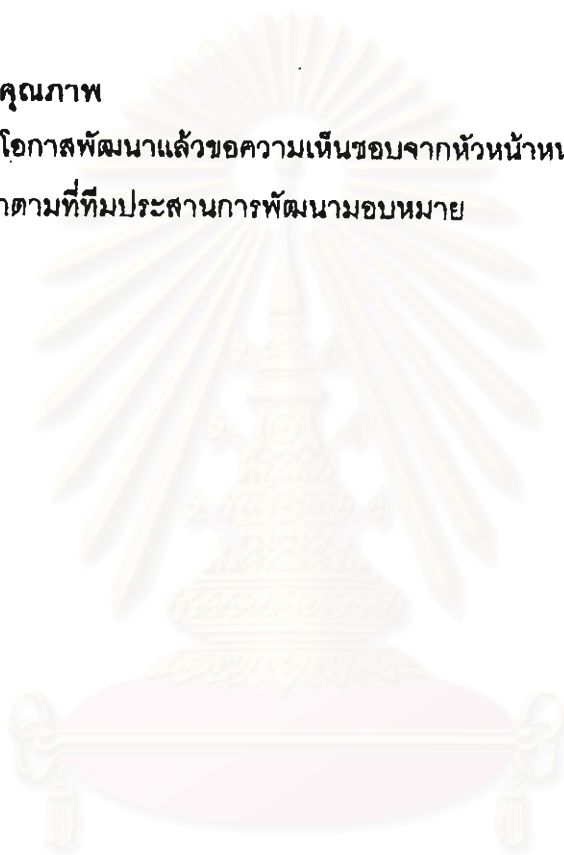 คุณภาพ
โอกาสพัฒนาแล้วขอความเห็นชอบจากหัวหน้า
ตามที่ทีมประสานการพัฒนามอบหมาย